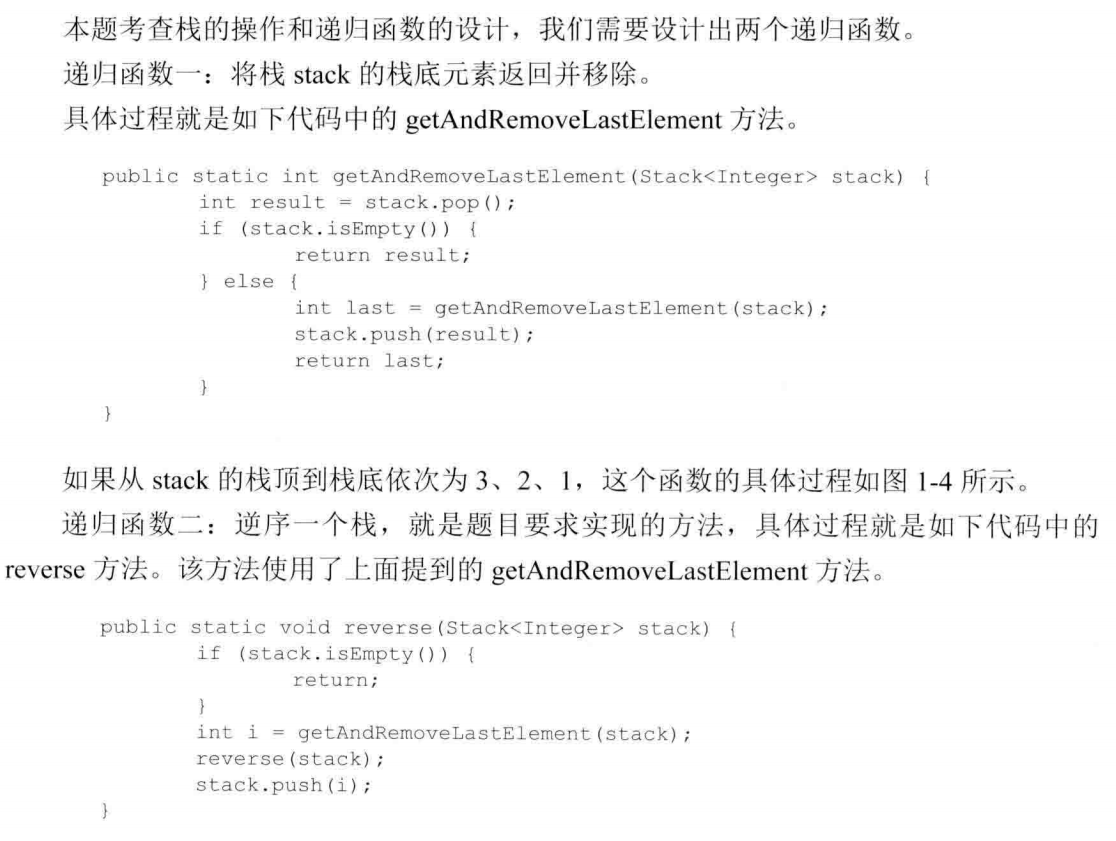 本题考查栈的操作和递归函数的设计，我们需要设计出两个递归函数。
递归函数一：将栈 stack 的栈底元素返回并移除。
具体过程就是如下代码中的 getAndRemoveLastElement 方法。
public static int getAndRemoveLastElement(Stack<Integer> stack) {
int result = stack.pop();
if (stack.isEmpty()) {
return result;
} else {
int last = getAndRemoveLastElement(stack);
stack.push(result);
return last;
}
}
如果从 stack 的栈顶到栈底依次为 3、2、1，这个函数的具体过程如图 1-4 所示。
递归函数二：逆序一个栈，就是题目要求实现的方法，具体过程就是如下代码中的
reverse 方法。该方法使用了上面提到的 getAndRemoveLastElement 方法。
public static void reverse(Stack<Integer> stack) {
if (stack.isEmpty()) {
return;
}
int i = getAndRemoveLastElement(stack);
reverse(stack);
stack.push(i);
}